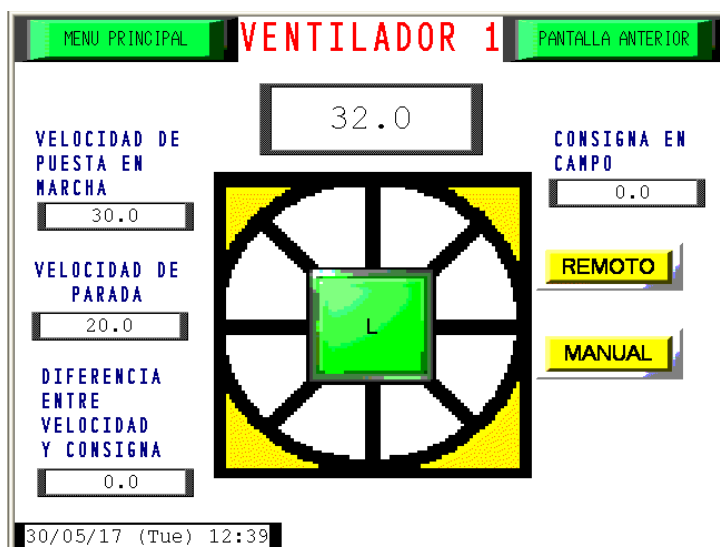 MENU PRINCIPAL
VENTILADOR 1
PANTALLA ANTERIOR
32.0
VELOCIDAD DE
PUESTA EN
MARCHA
30.0
CONSIGNA EN
CAMPO
0.0
VELOCIDAD DE
PARADA
20.0
REMOTO
L
MANUAL
DIFERENCIA
ENTRE
VELOCIDAD
Y CONSIGNA
0.0
30/05/17 (Tue) 12:39